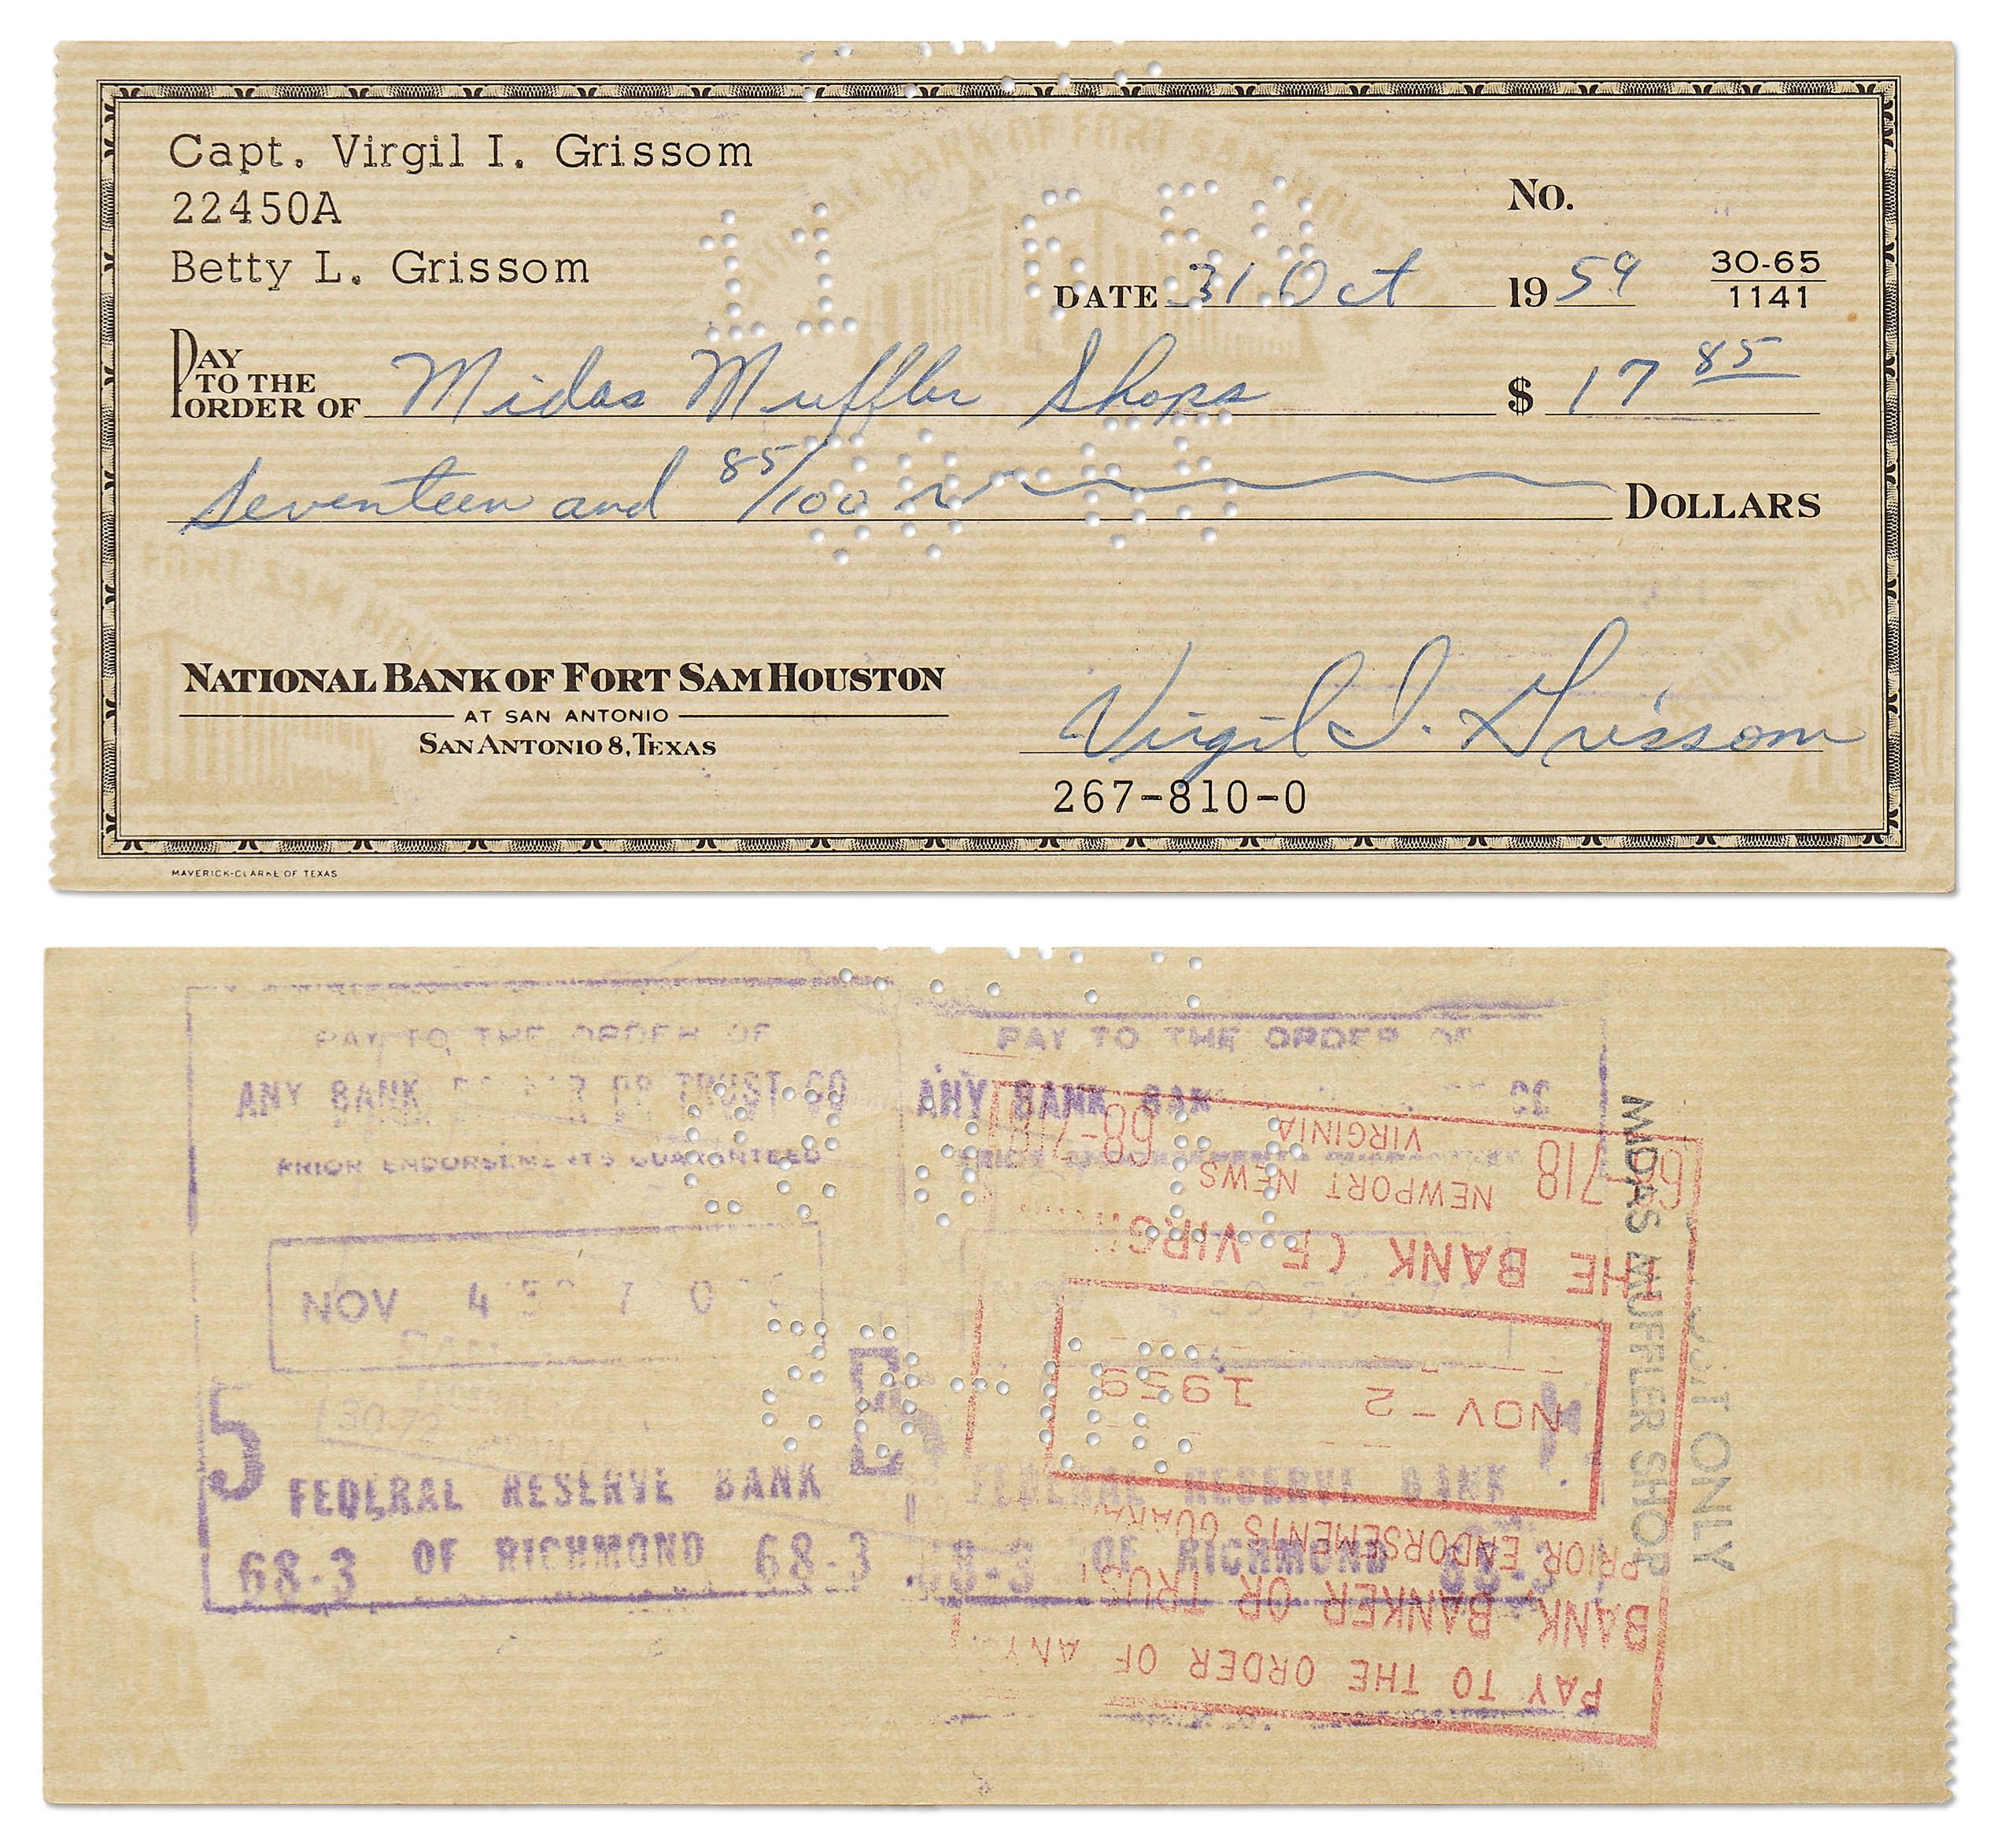 Capt. Virgil I. Grissom
22450A
Betty L. Grissom
No.
DATE 31 Oct 1959
30-65
1141
PAY TO THE ORDER OF Midas Muffler Shops $ 17 85
Seventeen and 85/100 DOLLARS
NATIONAL BANK OF FORT SAM HOUSTON
AT SAN ANTONIO
SAN ANTONIO 8, TEXAS
Virgil I. Grissom
267-810-0
MAVERICK-CLARKE OF TEXAS
PAY TO THE ORDER OF
ANY BANK OR TRUST CO
PRIOR ENDORSEMENTS GUARANTEED
NOV 4
5
FEDERAL RESERVE BANK
68-3 OF RICHMOND 68-3
PAY TO THE ORDER OF
ANY BANK
FEDERAL RESERVE BANK
68-3 OF RICHMOND 68-3
PAY TO THE ORDER OF ANY
BANK BANKER OR TRUST
PRIOR ENDORSEMENTS
NOV -2 1959
BANK
NEWPORT NEWS
VIRGINIA
68-718
MIDAS MUFFLER SHOP
ONLY